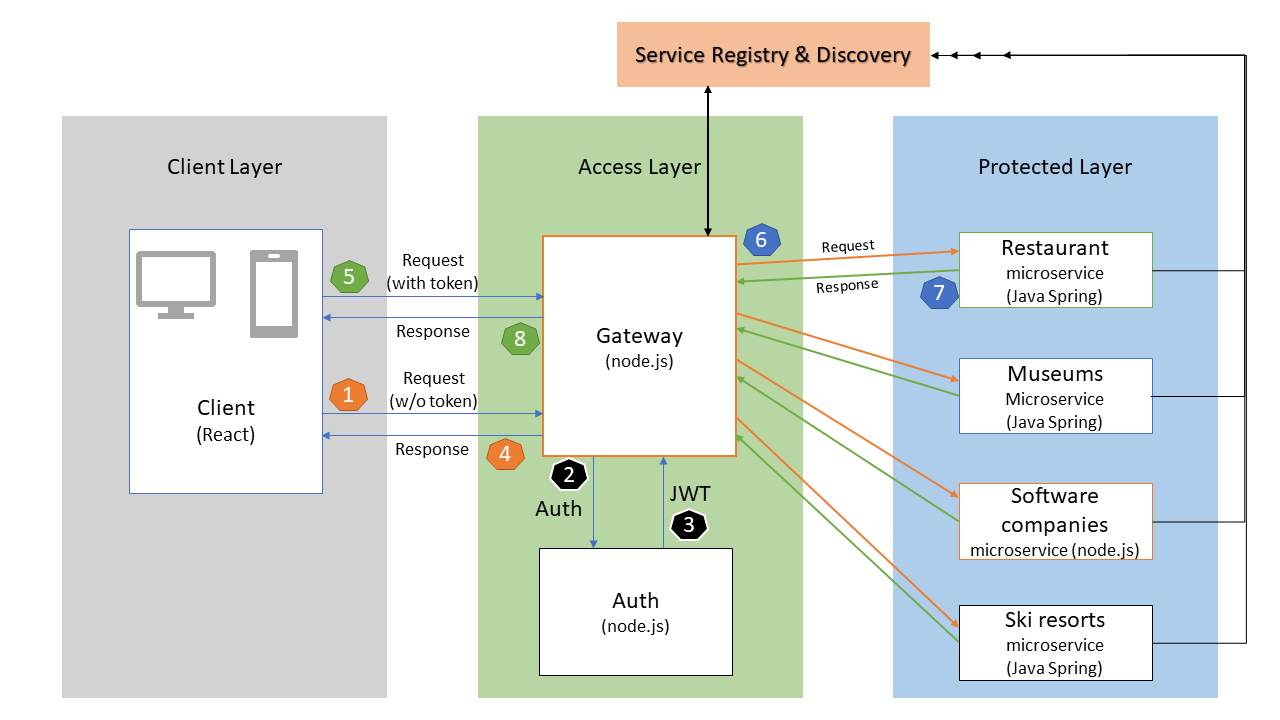 Service Registry & Discovery
Client Layer
Access Layer
Protected Layer
Client
(React)
5
Request
(with token)
Response
8
1
Request
(w/o token)
Response
4
Gateway
(node.js)
2
Auth
JWT
3
Auth
(node.js)
6
Request
Response
7
Restaurant
microservice
(Java Spring)
Museums
Microservice
(Java Spring)
Software
companies
microservice (node.js)
Ski resorts
microservice
(Java Spring)